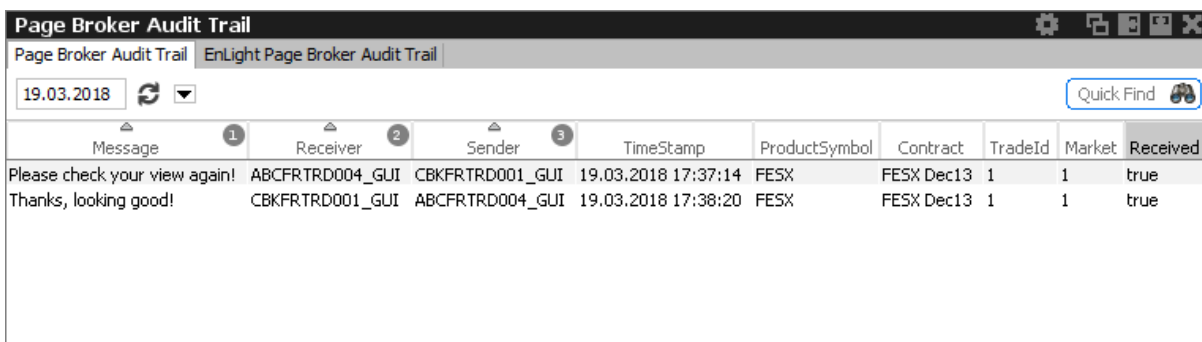 Page Broker Audit Trail
Page Broker Audit Trail EnLight Page Broker Audit Trail
19.03.2018 Quick Find
Message 1 Receiver 2 Sender 3 TimeStamp ProductSymbol Contract TradeId Market Received
Please check your view again! ABCFRTRD004_GUI CBKFRTRD001_GUI 19.03.2018 17:37:14 FESX FESX Dec13 1 1 true
Thanks, looking good! CBKFRTRD001_GUI ABCFRTRD004_GUI 19.03.2018 17:38:20 FESX FESX Dec13 1 1 true